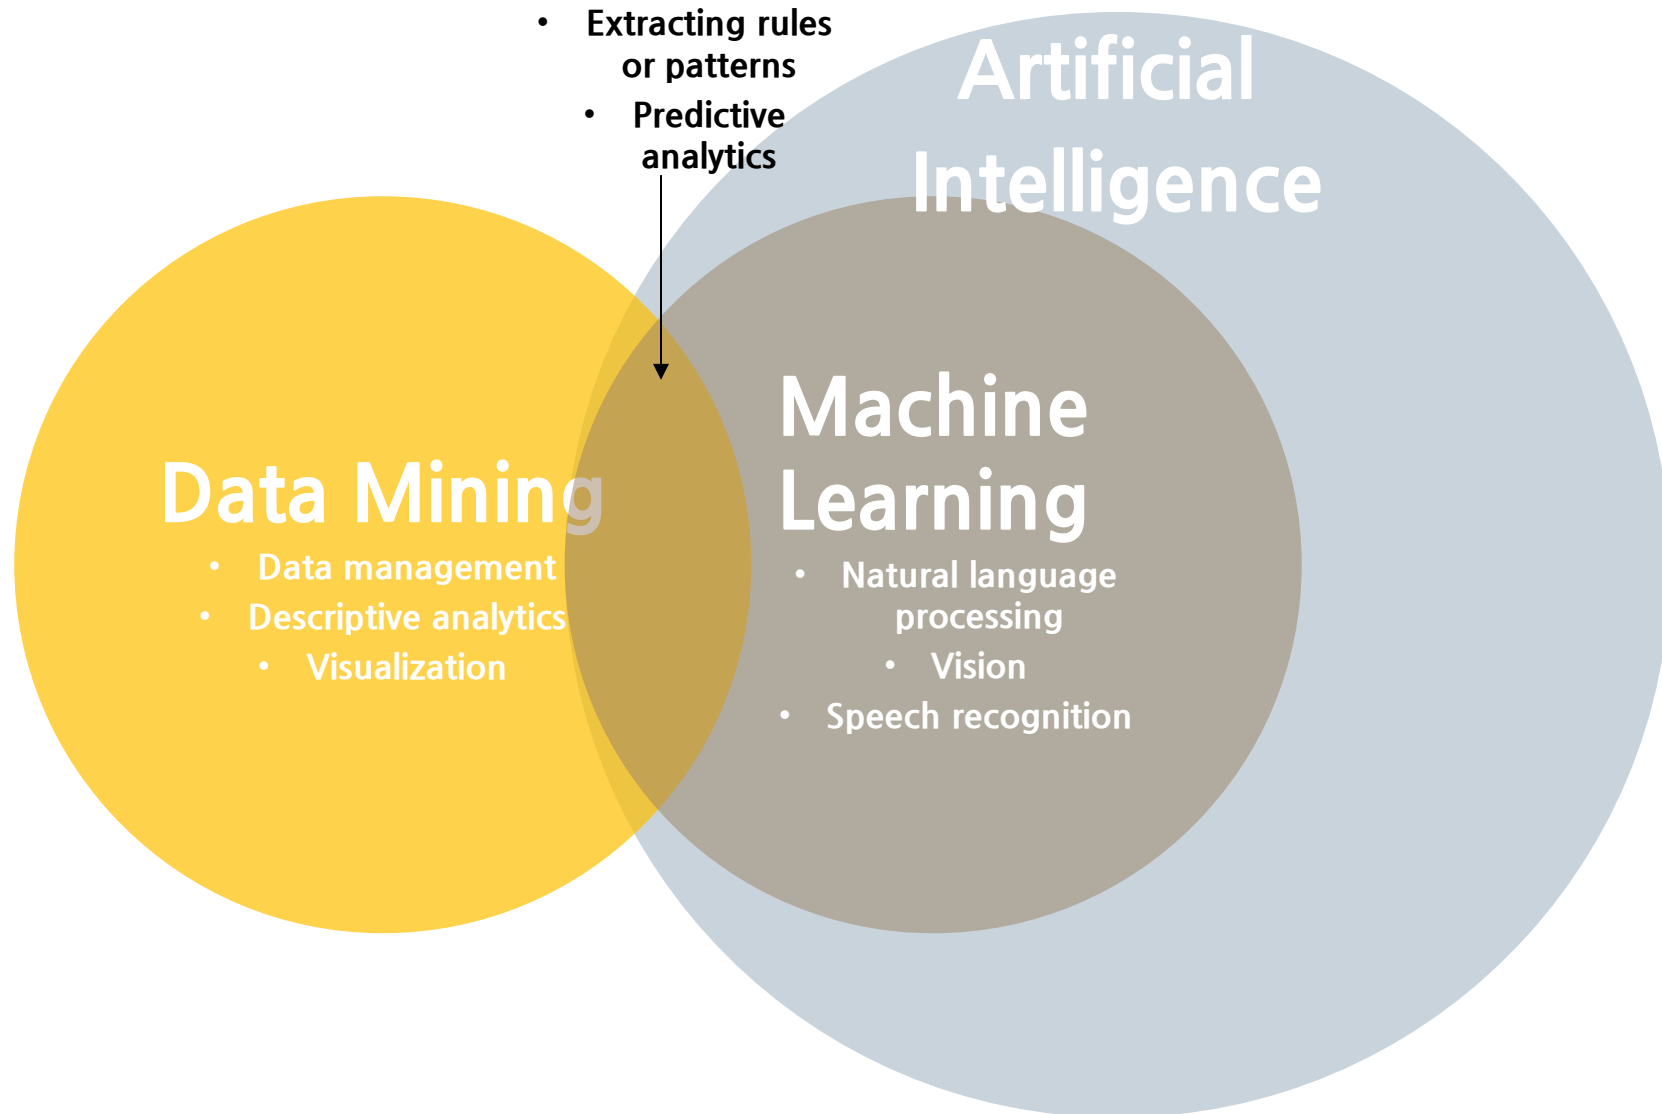 • Extracting rules
or patterns
• Predictive
analytics
Artificial
Intelligence
Data Mining
• Data management
• Descriptive analytics
• Visualization
Machine
Learning
• Natural language
processing
• Vision
• Speech recognition